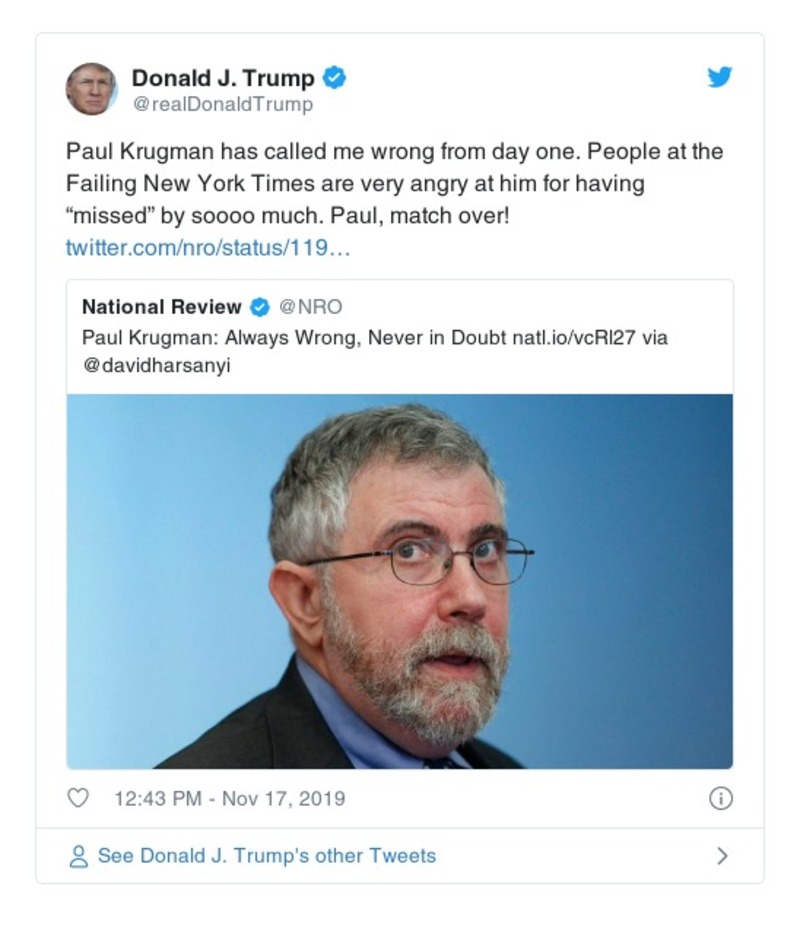 Donald J. Trump
@realDonaldTrump
Paul Krugman has called me wrong from day one. People at the
Failing New York Times are very angry at him for having
“missed” by soooo much. Paul, match over!
twitter.com/nro/status/119…
National Review @NRO
Paul Krugman: Always Wrong, Never in Doubt natl.io/vcRl27 via
@davidharsanyi
12:43 PM - Nov 17, 2019
See Donald J. Trump's other Tweets